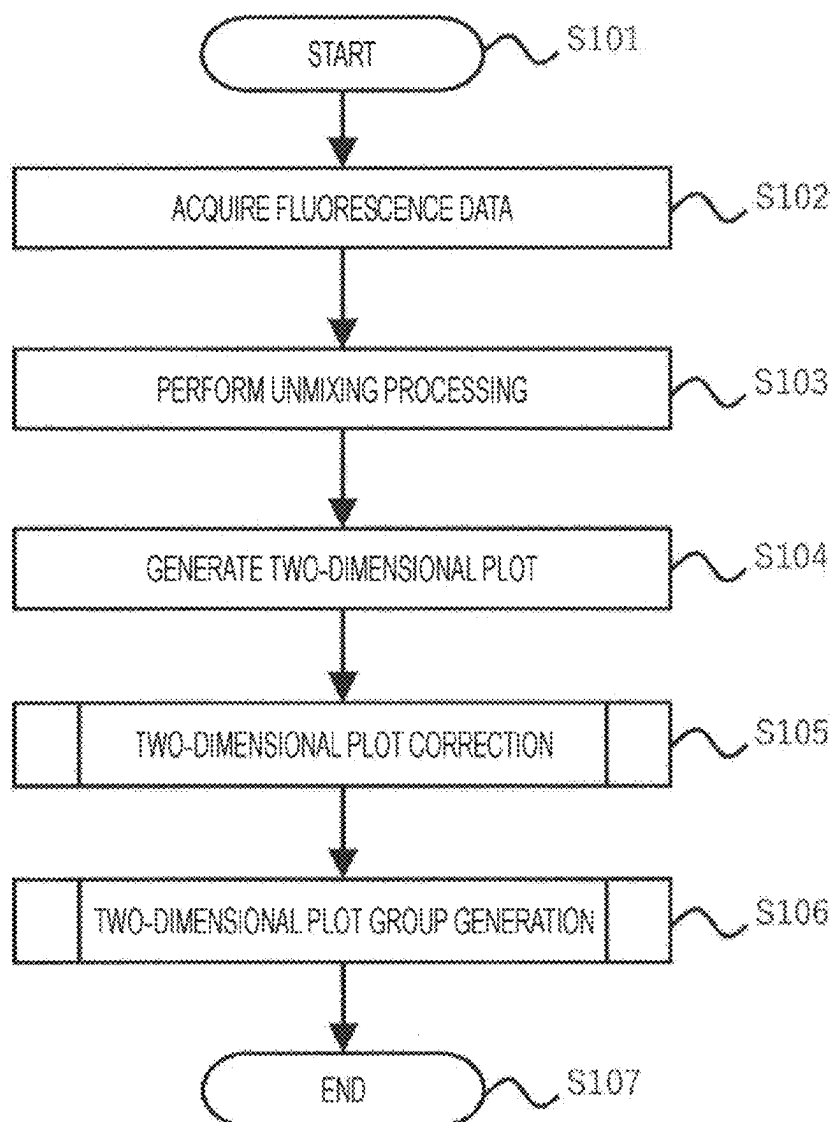 START
S101
ACQUIRE FLUORESCENCE DATA
S102
PERFORM UNMIXING PROCESSING
S103
GENERATE TWO-DIMENSIONAL PLOT
S104
TWO-DIMENSIONAL PLOT CORRECTION
S105
TWO-DIMENSIONAL PLOT GROUP GENERATION
S106
END
S107